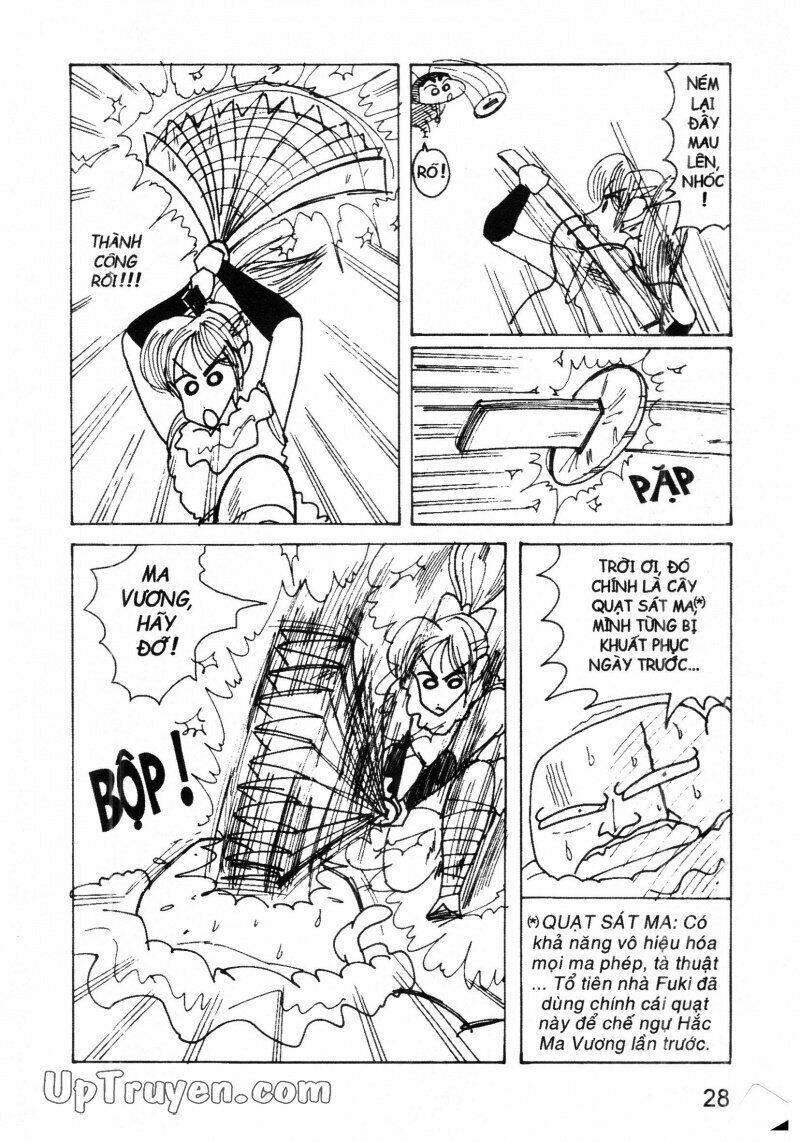 THÀNH
CÔNG
RỒI!!!
NÉM
LẠI
ĐÂY
MAU
LÊN,
NHÓC
!
RỒ!
PẶP
MA
VƯƠNG,
HÃY
ĐỠ!
BỘP!
TRỜI ƠI, ĐÓ
CHÍNH LÀ CÂY
QUẠT SÁT MA(*)
MÌNH TỪNG BỊ
KHUẤT PHỤC
NGÀY TRƯỚC...
(*) QUẠT SÁT MA: Có
khả năng vô hiệu hóa
mọi ma phép, tà thuật
... Tổ tiên nhà Fuki đã
dùng chính cái quạt
này để chế ngự Hắc
Ma Vương lần trước.
UpTruyen.com
28